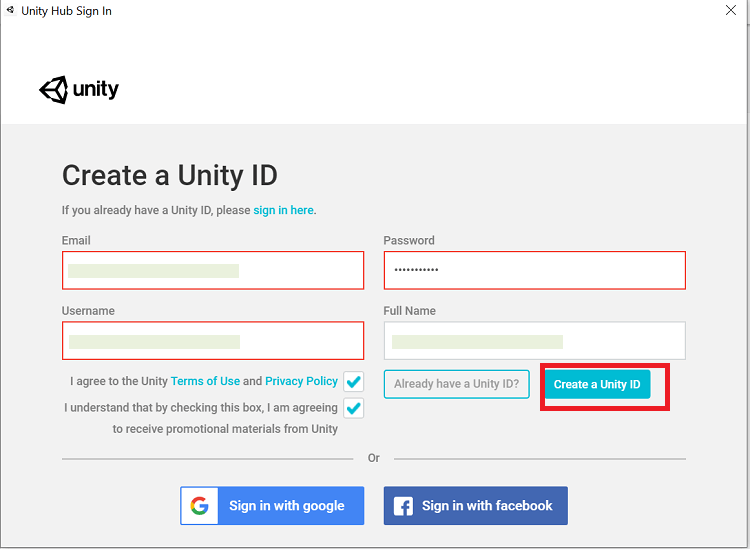 Unity Hub Sign In
unity
Create a Unity ID
If you already have a Unity ID, please sign in here.
Email
Password
•••••••••••
Username
Full Name
I agree to the Unity Terms of Use and Privacy Policy
Already have a Unity ID?
Create a Unity ID
I understand that by checking this box, I am agreeing
to receive promotional materials from Unity
Or
Sign in with google
Sign in with facebook